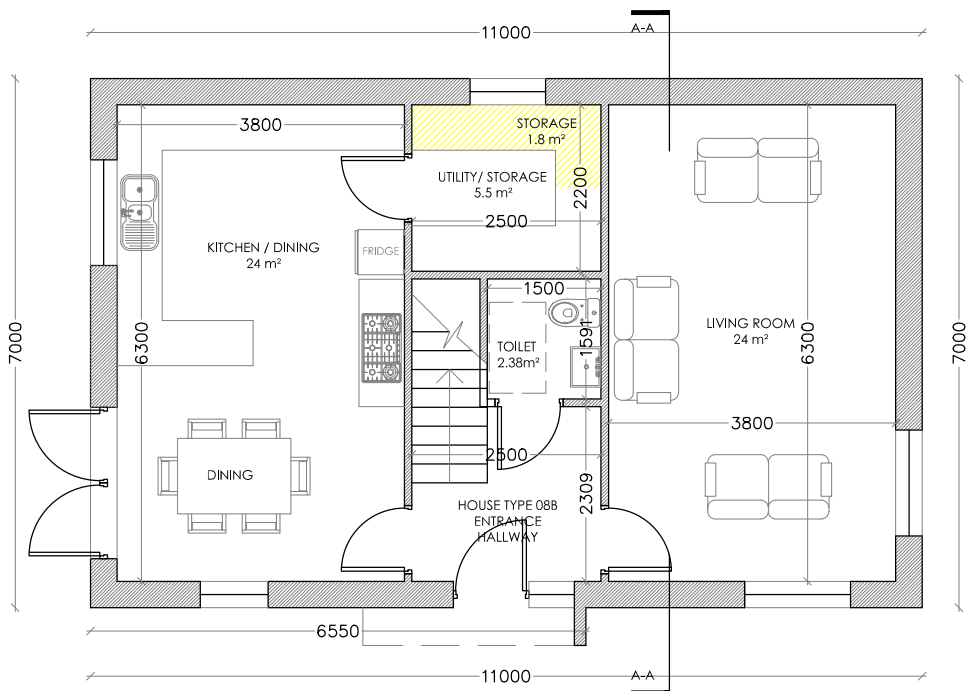 11000
A-A
3800
STORAGE
1.8 m²
UTILITY/ STORAGE
5.5 m²
2200
2500
KITCHEN / DINING
24 m²
FRIDGE
1500
7000
6300
TOILET
2.38m²
1591
LIVING ROOM
24 m²
6300
7000
3800
2500
DINING
2309
HOUSE TYPE 08B
ENTRANCE
HALLWAY
6550
11000
A-A